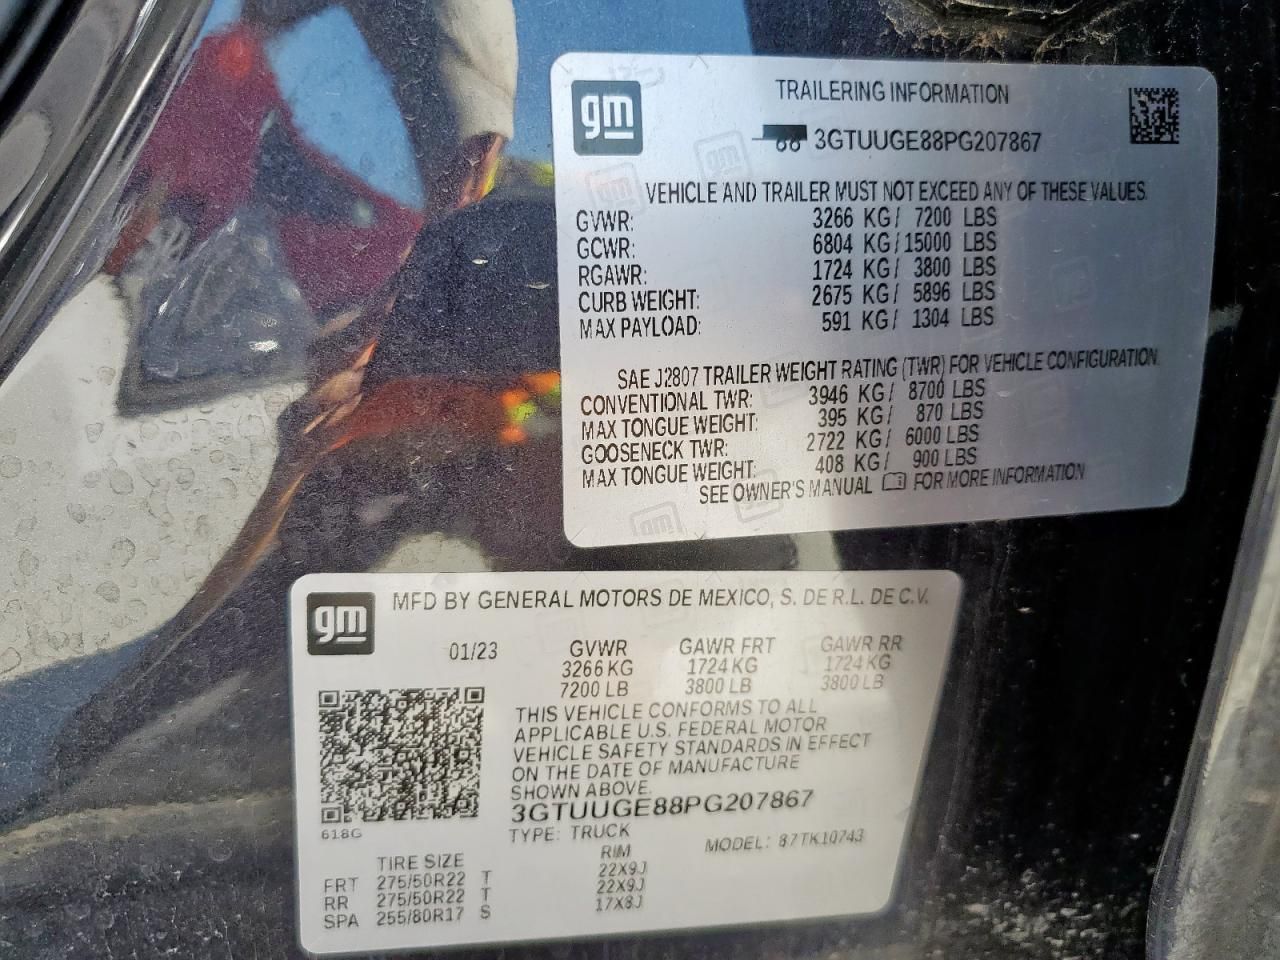 gm
TRAILERING INFORMATION
3GTUUGE88PG207867
VEHICLE AND TRAILER MUST NOT EXCEED ANY OF THESE VALUES.
GVWR: 3266 KG/ 7200 LBS
GCWR: 6804 KG/15000 LBS
RGAWR: 1724 KG/ 3800 LBS
CURB WEIGHT: 2675 KG/ 5896 LBS
MAX PAYLOAD: 591 KG/ 1304 LBS
SAE J2807 TRAILER WEIGHT RATING (TWR) FOR VEHICLE CONFIGURATION.
CONVENTIONAL TWR: 3946 KG/ 8700 LBS
MAX TONGUE WEIGHT: 395 KG/ 870 LBS
GOOSENECK TWR: 2722 KG/ 6000 LBS
MAX TONGUE WEIGHT: 408 KG/ 900 LBS
SEE OWNER'S MANUAL FOR MORE INFORMATION
gm
MFD BY GENERAL MOTORS DE MEXICO, S. DE R.L. DE C.V.
01/23 GVWR GAWR FRT GAWR RR
3266 KG 1724 KG 1724 KG
7200 LB 3800 LB 3800 LB
THIS VEHICLE CONFORMS TO ALL
APPLICABLE U.S. FEDERAL MOTOR
VEHICLE SAFETY STANDARDS IN EFFECT
ON THE DATE OF MANUFACTURE
SHOWN ABOVE.
3GTUUGE88PG207867
618G
TYPE: TRUCK MODEL: 87TK10743
TIRE SIZE RIM
FRT 275/50R22 T 22X9J
RR 275/50R22 T 22X9J
SPA 255/80R17 S 17X8J